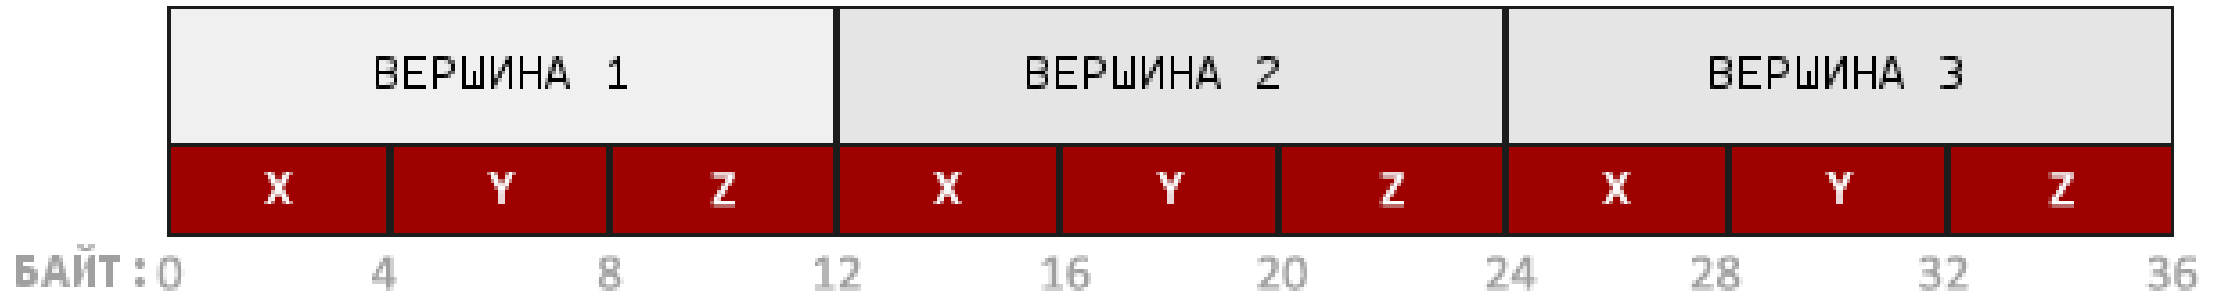 ВЕРШИНА 1 ВЕРШИНА 2 ВЕРШИНА 3
X Y Z X Y Z X Y Z
БАЙТ: 0 4 8 12 16 20 24 28 32 36